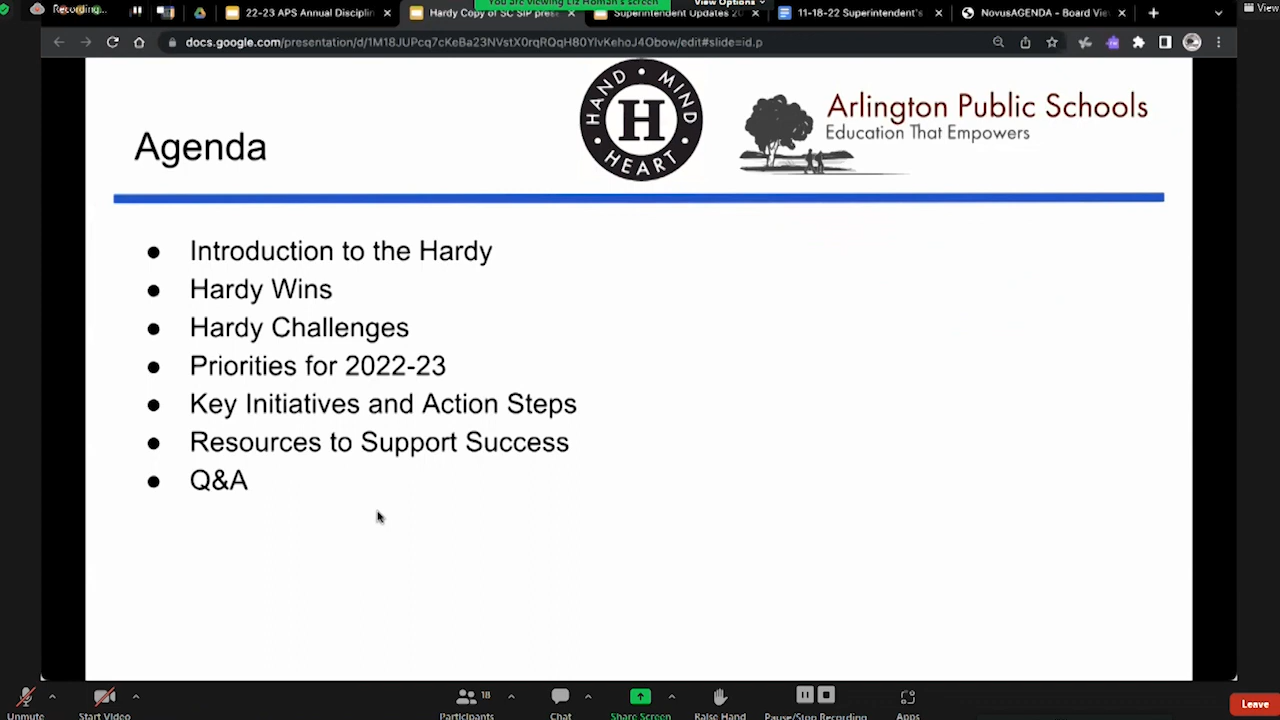 Recording...
You are viewing Liz Homan's screen
View Options
View
22-23 APS Annual Disciplin
Hardy Copy of SC SIP pres
Superintendent Updates 20
11-18-22 Superintendent's
NovusAGENDA - Board Vie
docs.google.com/presentation/d/1M18JUPcq7cKeBa23NVstX0rqRQqH80YlvKehoJ4Obow/edit#slide=id.p
HAND • MIND
H
HEART
Arlington Public Schools
Education That Empowers
Agenda
● Introduction to the Hardy
● Hardy Wins
● Hardy Challenges
● Priorities for 2022-23
● Key Initiatives and Action Steps
● Resources to Support Success
● Q&A
18
Unmute
Start Video
Participants
Chat
Share Screen
Raise Hand
Pause/Stop Recording
Apps
Leave